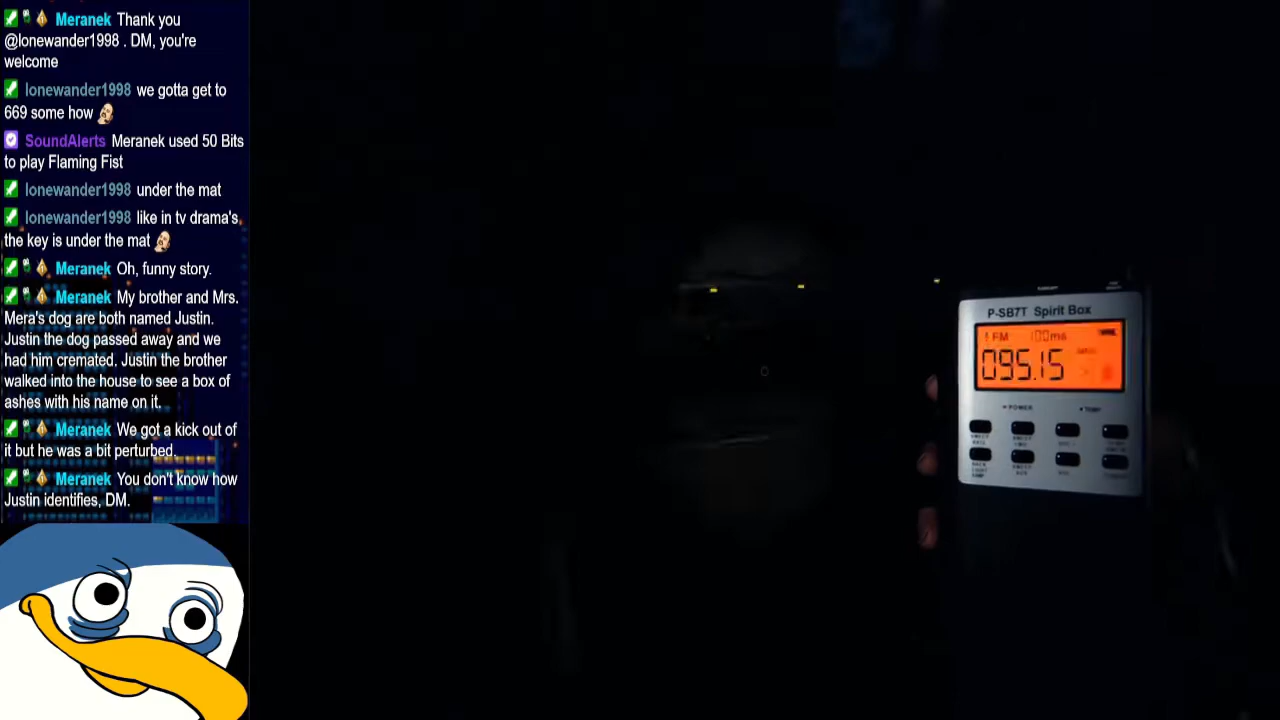 Meranek Thank you
@lonewander1998 . DM, you're
welcome
lonewander1998 we gotta get to
669 some how
SoundAlerts Meranek used 50 Bits
to play Flaming Fist
lonewander1998 under the mat
lonewander1998 like in tv drama's,
the key is under the mat
Meranek Oh, funny story.
Meranek My brother and Mrs.
Mera's dog are both named Justin.
Justin the dog passed away and we
had him cremated. Justin the brother
walked into the house to see a box of
ashes with his name on it.
Meranek We got a kick out of
it but he was a bit perturbed.
Meranek You don't know how
Justin identifies, DM.
P-SB7T Spirit Box
FM 100ms
095.15
POWER